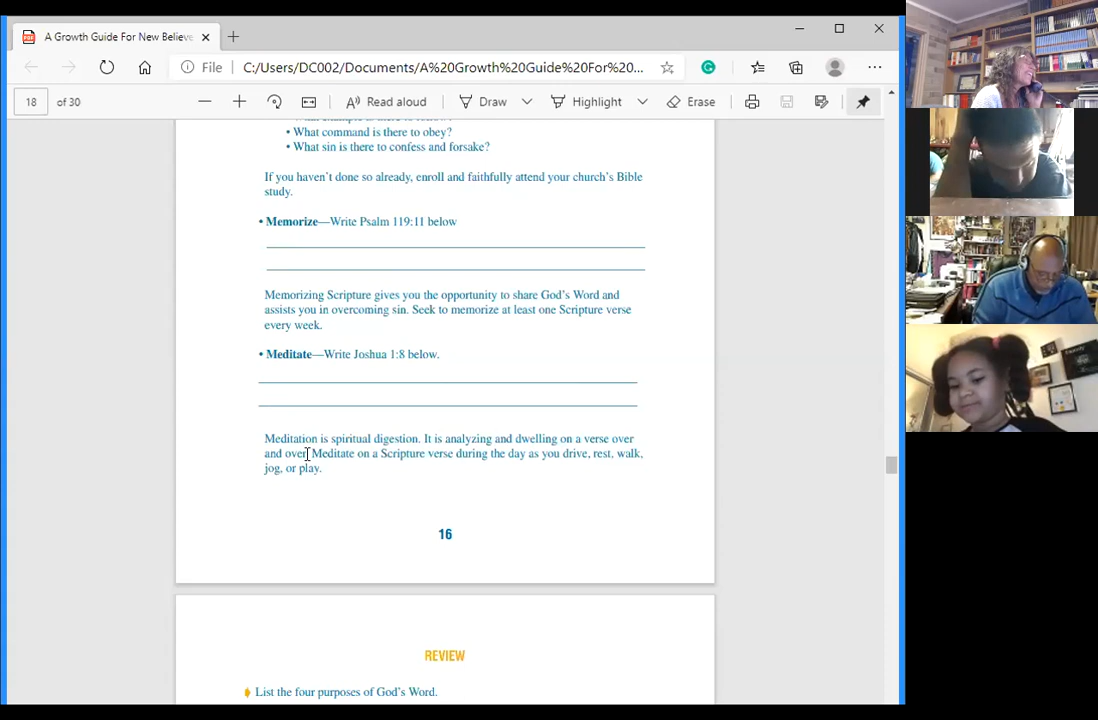 A Growth Guide For New Believe
File C:/Users/DC002/Documents/A%20Growth%20Guide%20For%20...
18 of 30 Read aloud Draw Highlight Erase
• What command is there to obey?
• What sin is there to confess and forsake?
If you haven't done so already, enroll and faithfully attend your church's Bible
study.
• Memorize—Write Psalm 119:11 below
Memorizing Scripture gives you the opportunity to share God's Word and
assists you in overcoming sin. Seek to memorize at least one Scripture verse
every week.
• Meditate—Write Joshua 1:8 below.
Meditation is spiritual digestion. It is analyzing and dwelling on a verse over
and over. Meditate on a Scripture verse during the day as you drive, rest, walk,
jog, or play.
16
REVIEW
List the four purposes of God's Word.